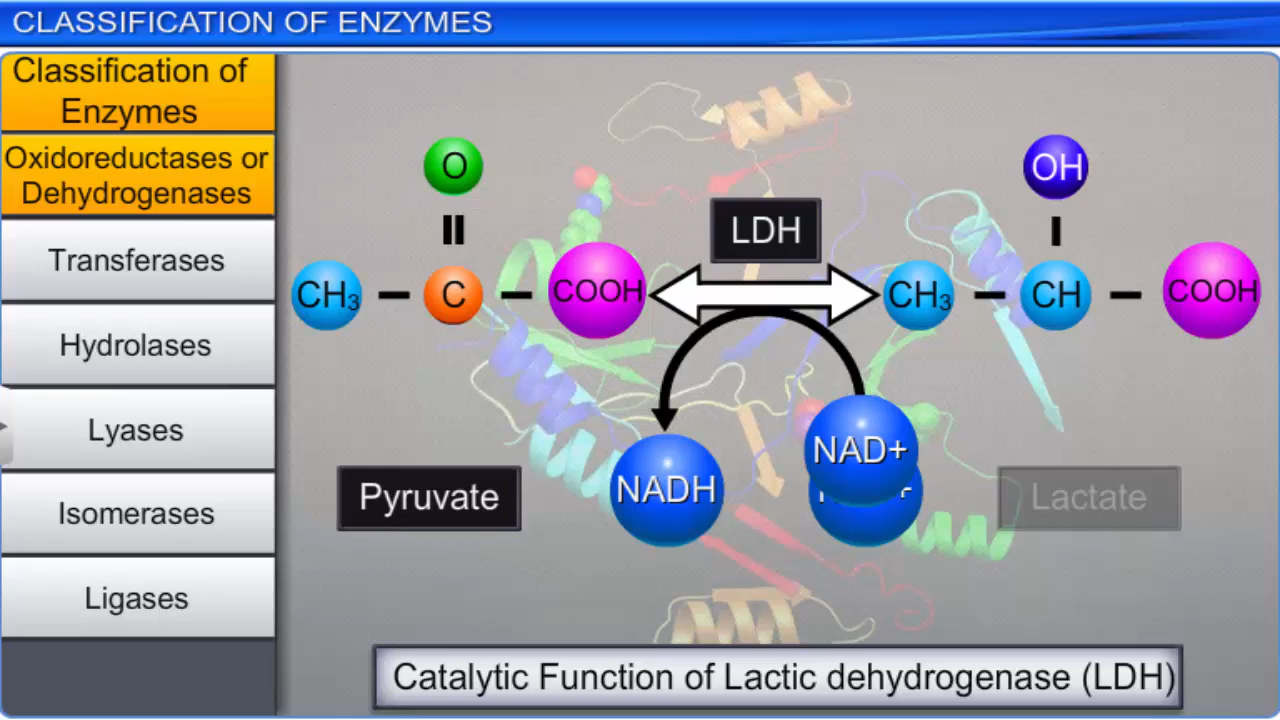 CLASSIFICATION OF ENZYMES
Classification of
Enzymes
Oxidoreductases or
Dehydrogenases
Transferases
Hydrolases
Lyases
Isomerases
Ligases
O
OH
LDH
CH₃
C
COOH
CH₃
CH
COOH
NAD+
NADH
Pyruvate
Lactate
Catalytic Function of Lactic dehydrogenase (LDH)